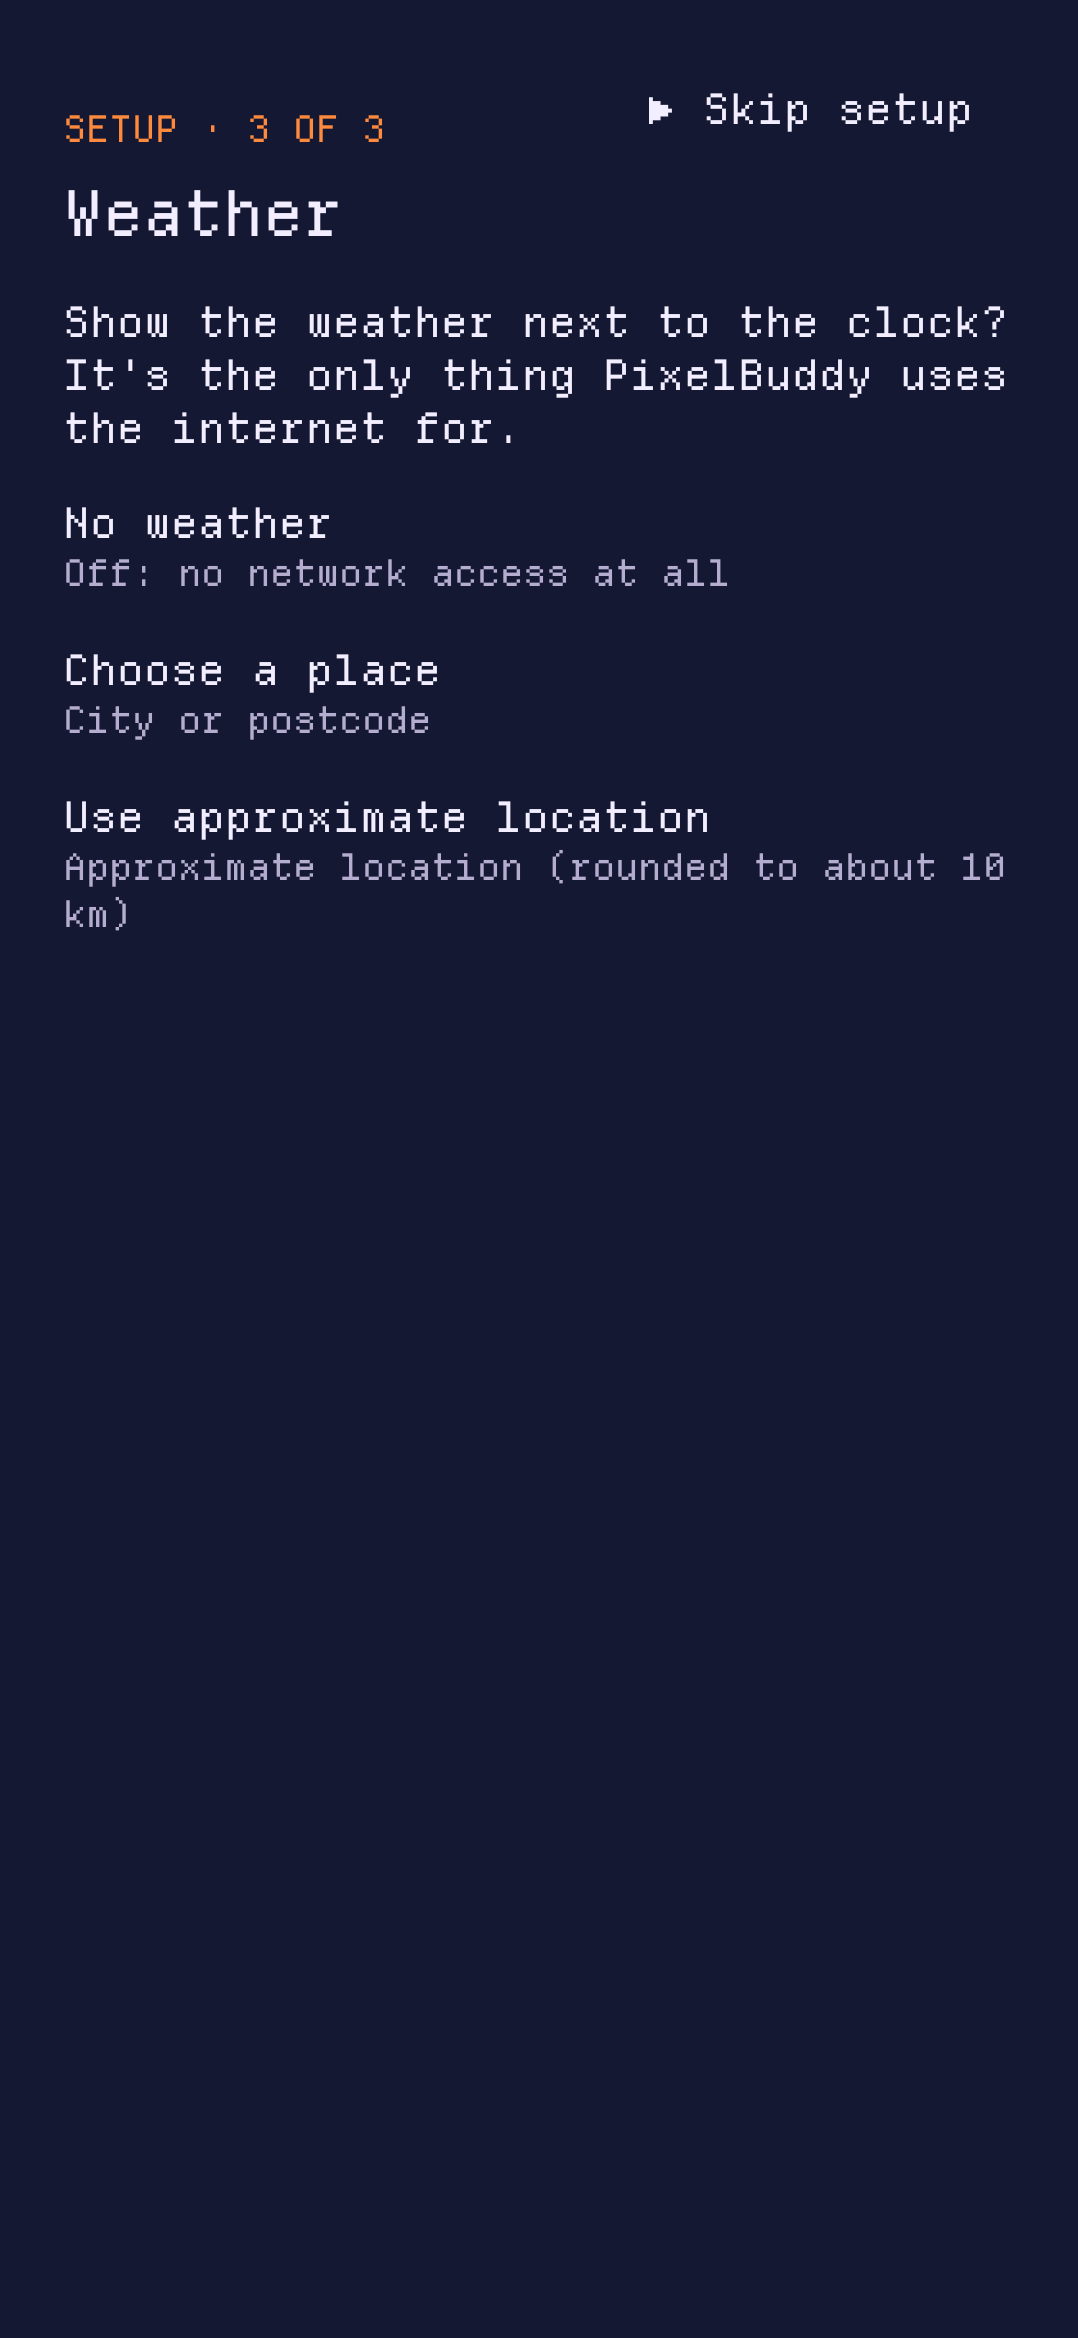 SETUP · 3 OF 3
▶ Skip setup
Weather
Show the weather next to the clock?
It's the only thing PixelBuddy uses
the internet for.
No weather
Off: no network access at all
Choose a place
City or postcode
Use approximate location
Approximate location (rounded to about 10
km)